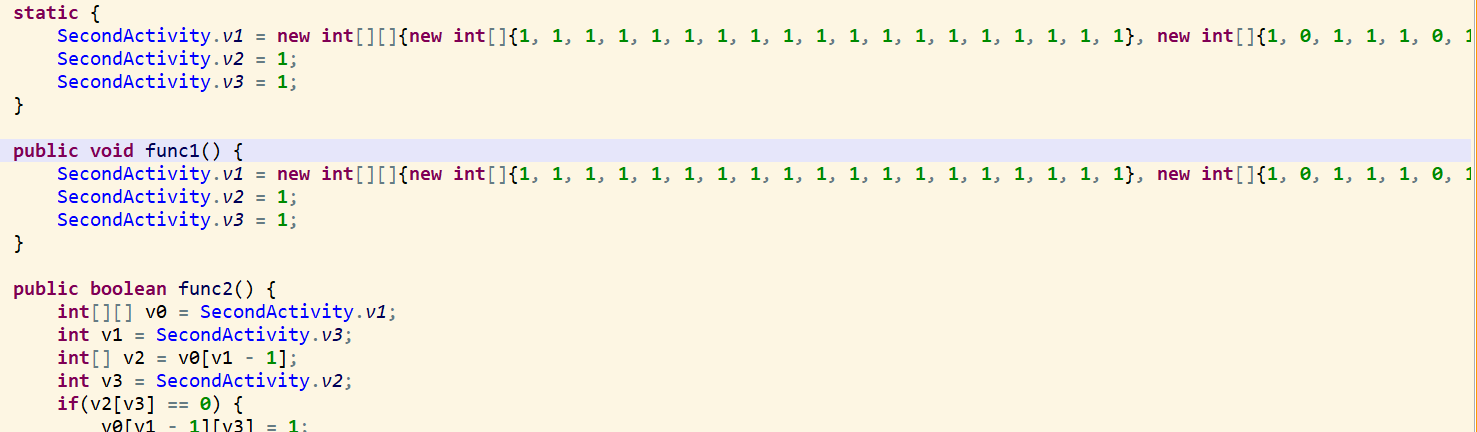 static {
SecondActivity.v1 = new int[][]{new int[]{1, 1, 1, 1, 1, 1, 1, 1, 1, 1, 1, 1, 1, 1, 1, 1, 1, 1, 1}, new int[]{1, 0, 1, 1, 1, 0, 1
SecondActivity.v2 = 1;
SecondActivity.v3 = 1;
}
public void func1() {
SecondActivity.v1 = new int[][]{new int[]{1, 1, 1, 1, 1, 1, 1, 1, 1, 1, 1, 1, 1, 1, 1, 1, 1, 1, 1}, new int[]{1, 0, 1, 1, 1, 0, 1
SecondActivity.v2 = 1;
SecondActivity.v3 = 1;
}
public boolean func2() {
int[][] v0 = SecondActivity.v1;
int v1 = SecondActivity.v3;
int[] v2 = v0[v1 - 1];
int v3 = SecondActivity.v2;
if(v2[v3] == 0) {
v0[v1 - 1][v3] = 1;